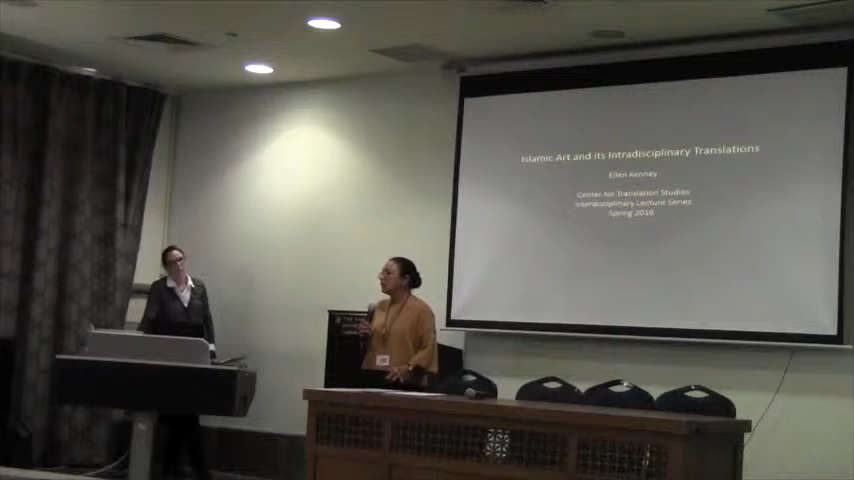 Islamic Art and its Intradisciplinary Translations
Ellen Kenney
Center for Translation Studies
Interdisciplinary Lecture Series
Spring 2016